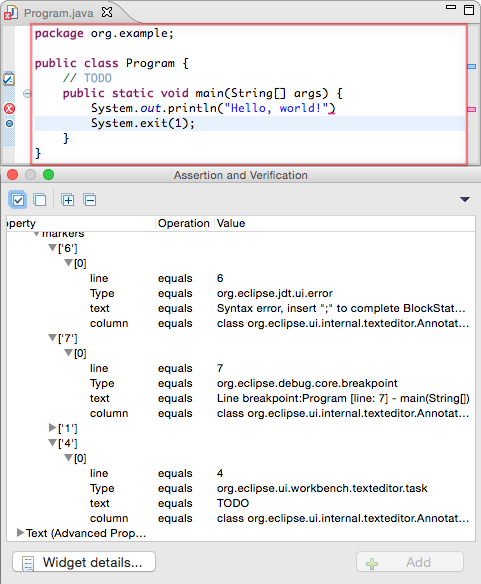 Program.java
package org.example;
public class Program {
// TODO
public static void main(String[] args) {
System.out.println("Hello, world!")
System.exit(1);
}
}
Assertion and Verification
operty Operation Value
markers
['6']
[0]
line equals 6
Type equals org.eclipse.jdt.ui.error
text equals Syntax error, insert ";" to complete BlockStat...
column equals class org.eclipse.ui.internal.texteditor.Annotat...
['7']
[0]
line equals 7
Type equals org.eclipse.debug.core.breakpoint
text equals Line breakpoint:Program [line: 7] - main(String[])
column equals class org.eclipse.ui.internal.texteditor.Annotat...
['1']
['4']
[0]
line equals 4
Type equals org.eclipse.ui.workbench.texteditor.task
text equals TODO
column equals class org.eclipse.ui.internal.texteditor.Annotat...
Text (Advanced Prop...
Widget details... Add